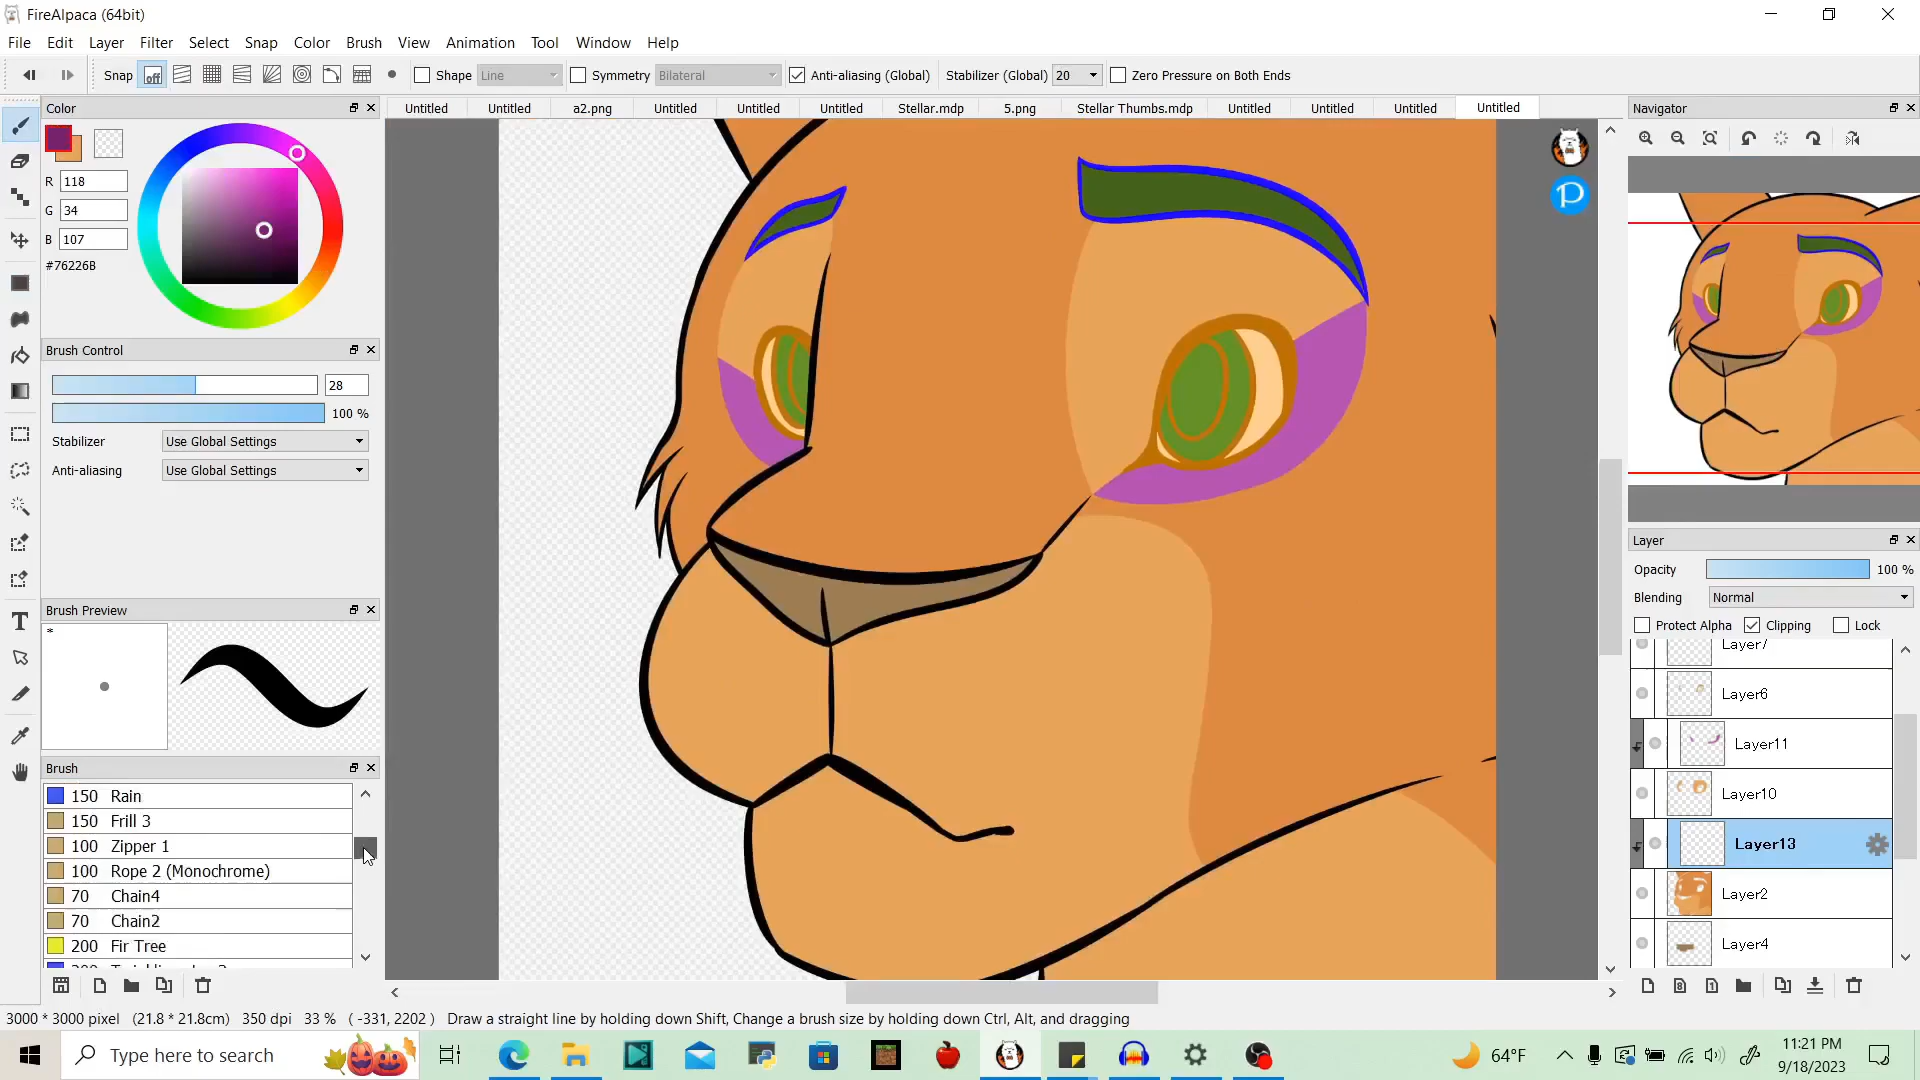 FireAlpaca (64bit)
File Edit Layer Filter Select Snap Color Brush View Animation Tool Window Help
Snap off Shape Line Symmetry Bilateral Anti-aliasing (Global) Stabilizer (Global) 20 Zero Pressure on Both Ends
Color
Untitled Untitled a2.png Untitled Untitled Untitled Stellar.mdp 5.png Stellar Thumbs.mdp Untitled Untitled Untitled Untitled
Navigator
R 118
G 34
B 107
#76226B
Brush Control
28
100 %
Stabilizer Use Global Settings
Anti-aliasing Use Global Settings
Brush Preview
*
Brush
150 Rain
150 Frill 3
100 Zipper 1
100 Rope 2 (Monochrome)
70 Chain4
70 Chain2
200 Fir Tree
Layer
Opacity 100 %
Blending Normal
Protect Alpha Clipping Lock
Layer7
Layer6
Layer11
Layer10
Layer13
Layer2
Layer4
3000 * 3000 pixel (21.8 * 21.8cm) 350 dpi 33 % ( -331, 2202 ) Draw a straight line by holding down Shift, Change a brush size by holding down Ctrl, Alt, and dragging
Type here to search
64°F
11:21 PM
9/18/2023